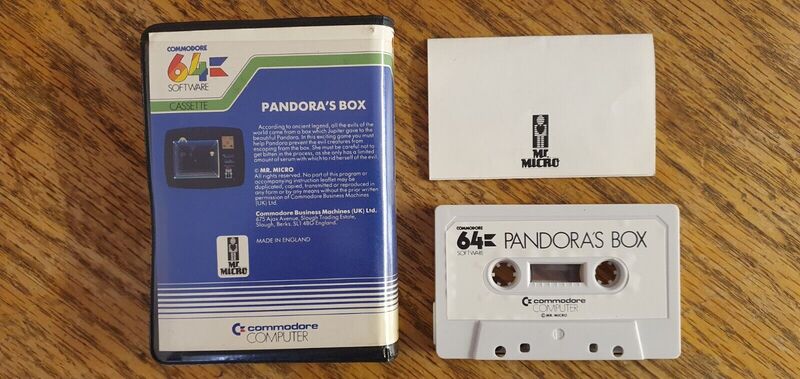 COMMODORE
64
SOFTWARE
CASSETTE
PANDORA'S BOX
According to ancient legend, all the evils of the
world came from a box which Jupiter gave to the
beautiful Pandora. In this exciting game you must
help Pandora prevent the evil creatures from
escaping from the box. She must be careful not to
get bitten in the process, as she only has a limited
amount of serum with which to rid herself of the evil.
© MR. MICRO
All rights reserved. No part of this program or
accompanying instruction leaflet may be
duplicated, copied, transmitted or reproduced in
any form or by any means without the prior written
permission of Commodore Business Machines
(UK) Ltd.
Commodore Business Machines (UK) Ltd.
675 Ajax Avenue, Slough Trading Estate,
Slough, Berks. SL1 4BG England.
MADE IN ENGLAND
Mr.
MICRO
commodore
COMPUTER
Mr.
MICRO
COMMODORE
64
SOFTWARE
PANDORA'S BOX
commodore
COMPUTER
© MR. MICRO